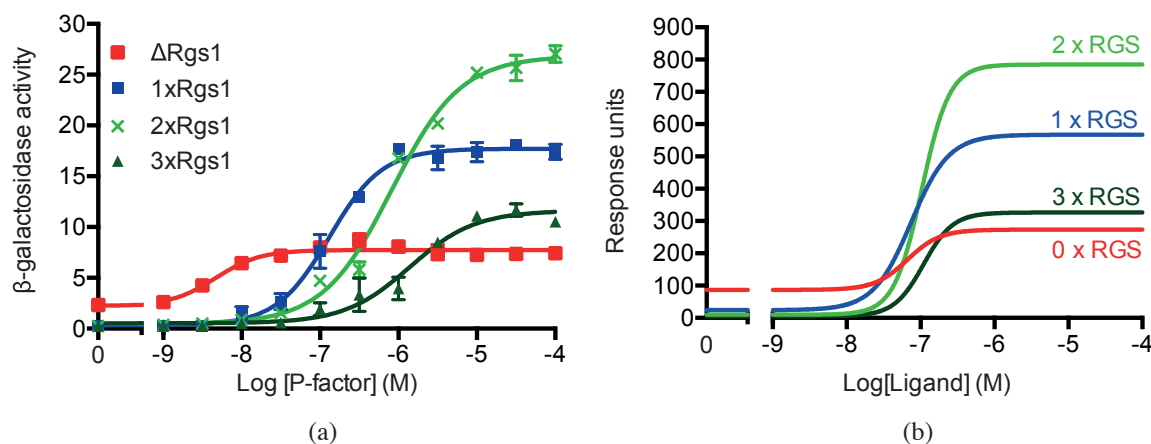 30
25
20
15
10
5
0
β-galactosidase activity
ΔRgs1
1xRgs1
2xRgs1
3xRgs1
0 -9 -8 -7 -6 -5 -4
Log [P-factor] (M)
(a)
900
800
700
600
500
400
300
200
100
0
Response units
2 x RGS
1 x RGS
3 x RGS
0 x RGS
0 -9 -8 -7 -6 -5 -4
Log[Ligand] (M)
(b)